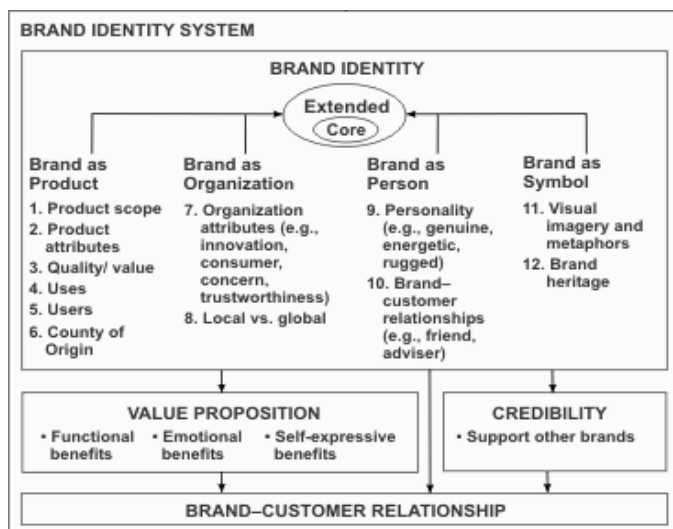 BRAND IDENTITY SYSTEM
BRAND IDENTITY
Extended
Core
Brand as
Product
1. Product scope
2. Product
attributes
3. Quality/ value
4. Uses
5. Users
6. County of
Origin
Brand as
Organization
7. Organization
attributes (e.g.,
innovation,
consumer,
concern,
trustworthiness)
8. Local vs. global
Brand as
Person
9. Personality
(e.g., genuine,
energetic,
rugged)
10. Brand–
customer
relationships
(e.g., friend,
adviser)
Brand as
Symbol
11. Visual
imagery and
metaphors
12. Brand
heritage
VALUE PROPOSITION
• Functional
benefits
• Emotional
benefits
• Self-expressive
benefits
CREDIBILITY
• Support other brands
BRAND–CUSTOMER RELATIONSHIP